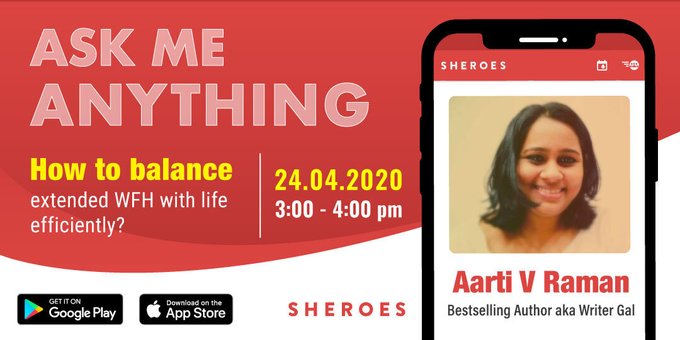 ASK ME
ANYTHING
How to balance
extended WFH with life
efficiently?
24.04.2020
3:00 - 4:00 pm
GET IT ON
Google Play
Download on the
App Store
SHEROES
SHEROES
Aarti V Raman
Bestselling Author aka Writer Gal